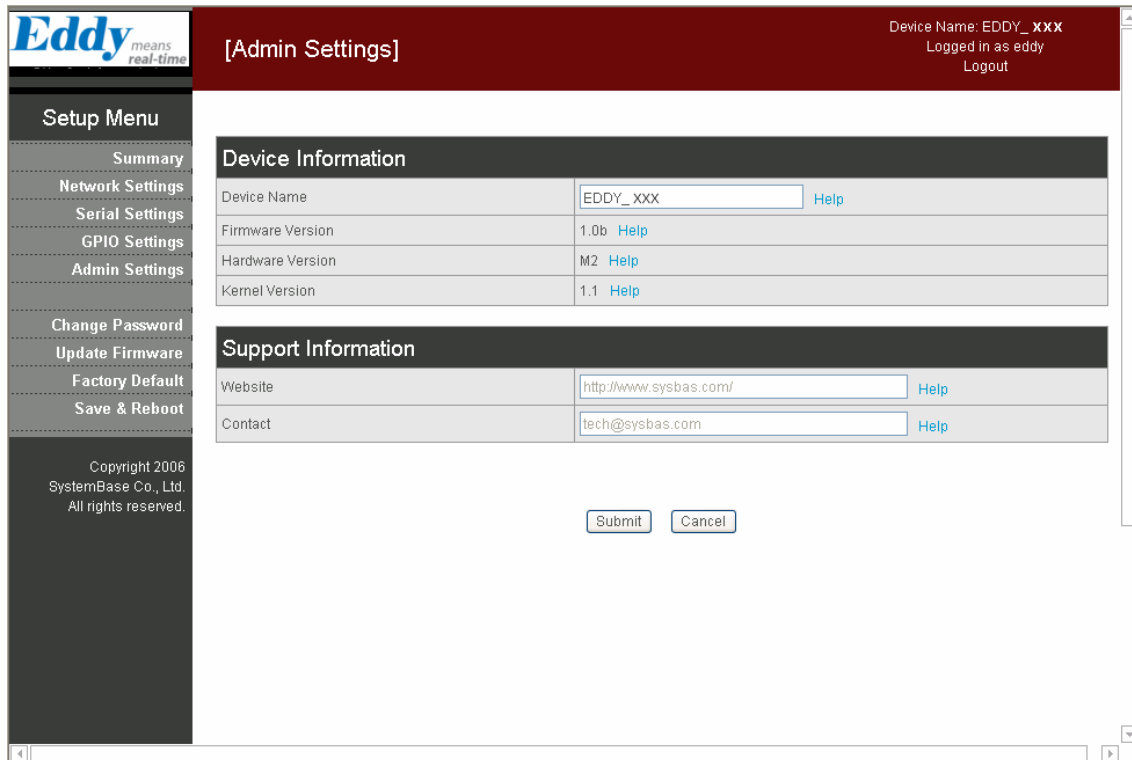 Eddy means real-time
[Admin Settings]
Device Name: EDDY_ XXX
Logged in as eddy
Logout
Setup Menu
Summary
Network Settings
Serial Settings
GPIO Settings
Admin Settings
Change Password
Update Firmware
Factory Default
Save & Reboot
Copyright 2006
SystemBase Co., Ltd.
All rights reserved.
Device Information
Device Name EDDY_ XXX Help
Firmware Version 1.0b Help
Hardware Version M2 Help
Kernel Version 1.1 Help
Support Information
Website http://www.sysbas.com/ Help
Contact tech@sysbas.com Help
Submit Cancel